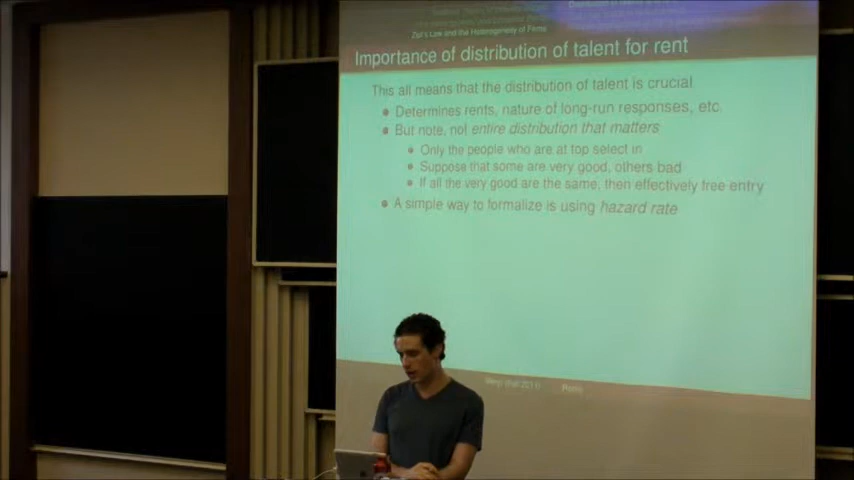 Zipf's Law and the Heterogeneity of Firms
Importance of distribution of talent for rent
This all means that the distribution of talent is crucial
Determines rents, nature of long-run responses, etc.
But note, not entire distribution that matters
Only the people who are at top select in
Suppose that some are very good, others bad
If all the very good are the same, then effectively free entry
A simple way to formalize is using hazard rate
Rents